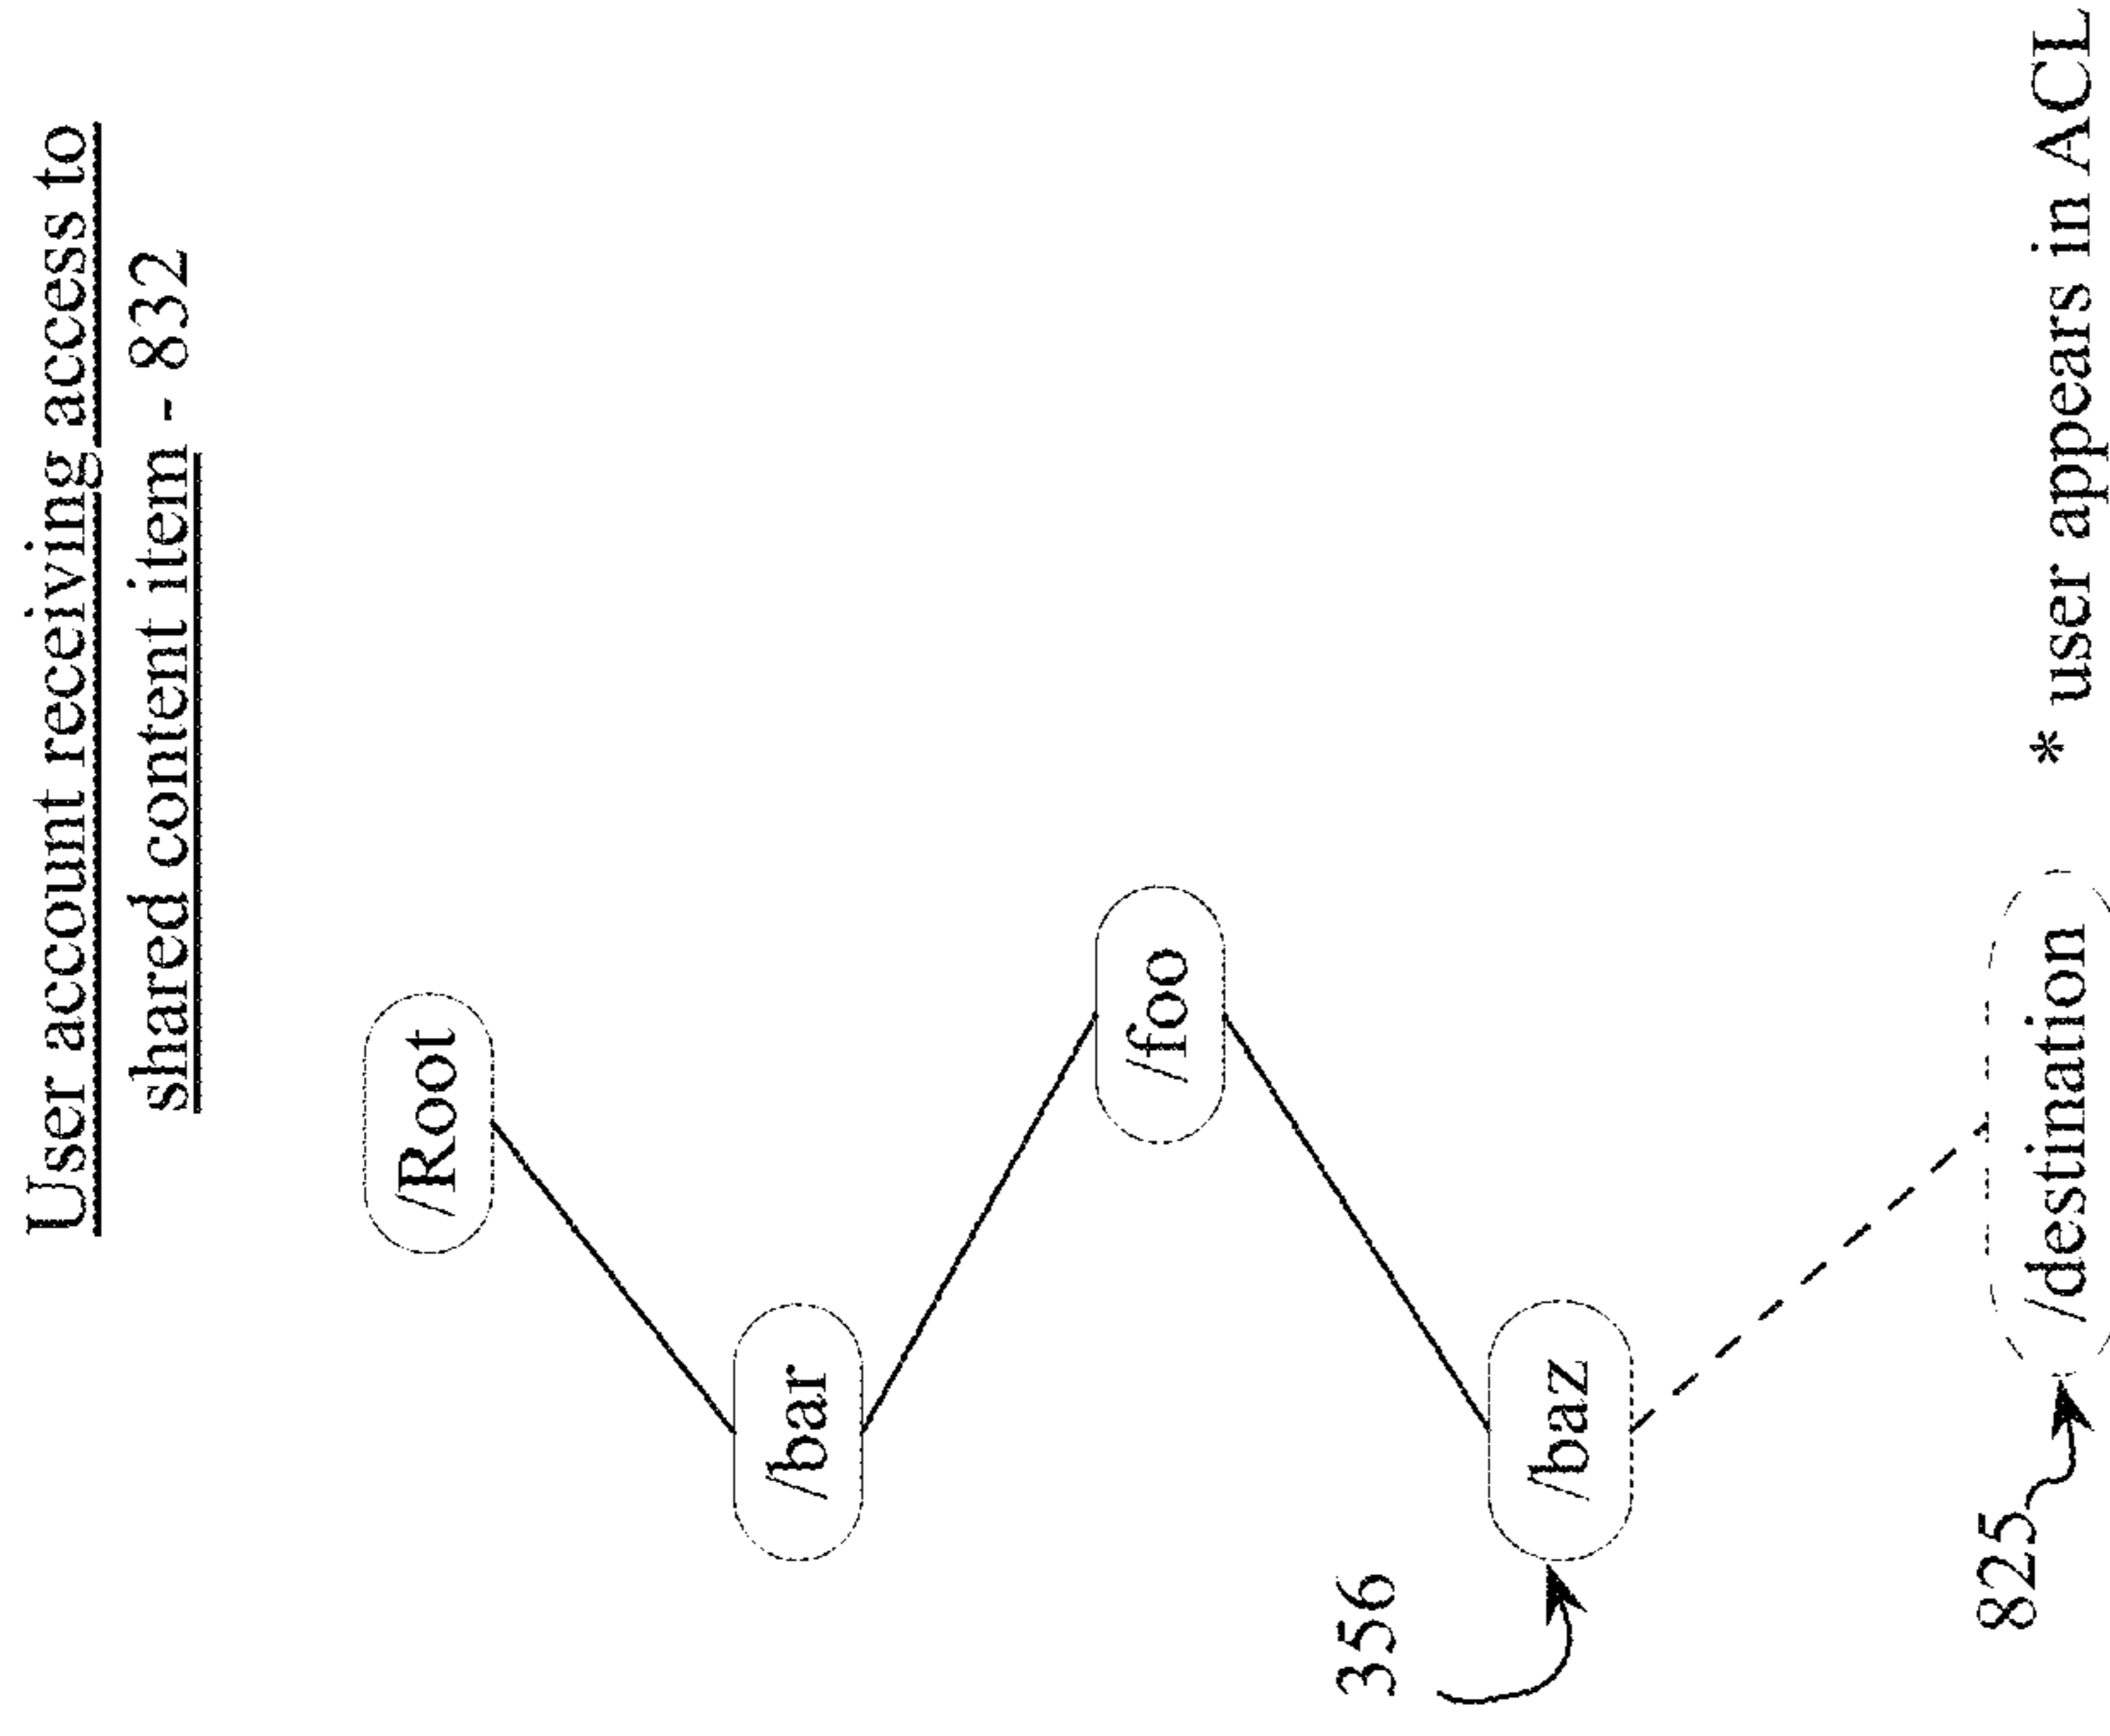 User account receiving access to
shared content item - 832
/Root
/bar
/foo
356
/baz
825
/destination
* user appears in ACL